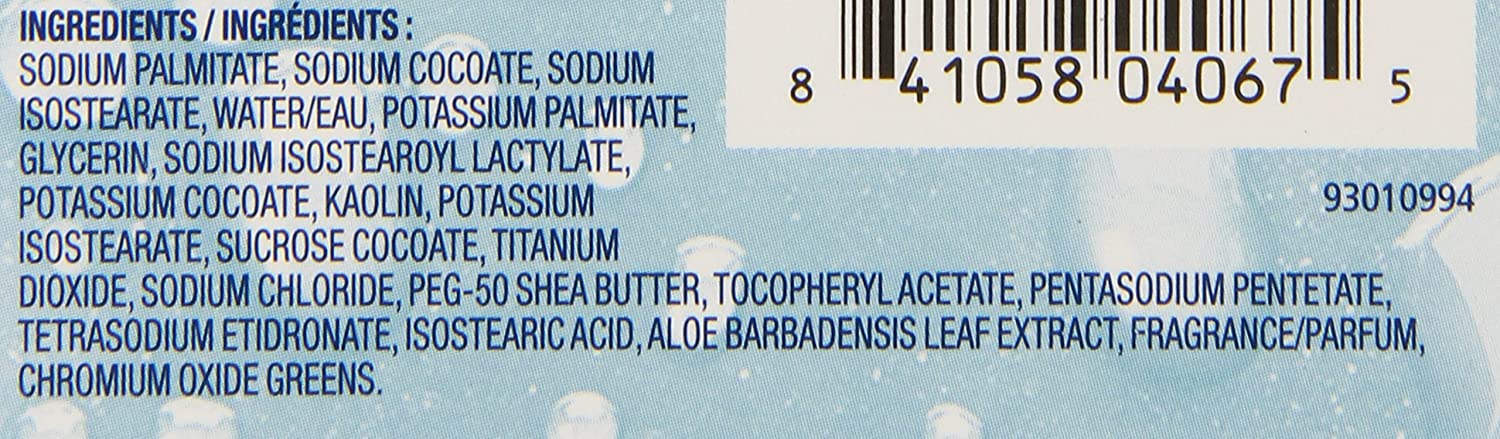 INGREDIENTS / INGRÉDIENTS :
SODIUM PALMITATE, SODIUM COCOATE, SODIUM
ISOSTEARATE, WATER/EAU, POTASSIUM PALMITATE,
GLYCERIN, SODIUM ISOSTEAROYL LACTYLATE,
POTASSIUM COCOATE, KAOLIN, POTASSIUM
ISOSTEARATE, SUCROSE COCOATE, TITANIUM
DIOXIDE, SODIUM CHLORIDE, PEG-50 SHEA BUTTER, TOCOPHERYL ACETATE, PENTASODIUM PENTETATE,
TETRASODIUM ETIDRONATE, ISOSTEARIC ACID, ALOE BARBADENSIS LEAF EXTRACT, FRAGRANCE/PARFUM,
CHROMIUM OXIDE GREENS.
8 41058 04067 5
93010994